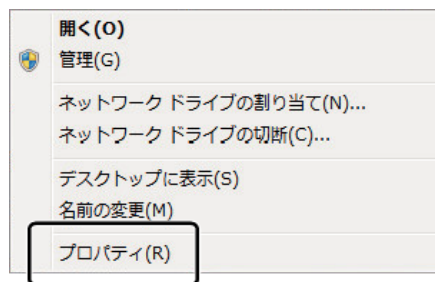 開く(O)
管理(G)
ネットワーク ドライブの割り当て(N)...
ネットワーク ドライブの切断(C)...
デスクトップに表示(S)
名前の変更(M)
プロパティ(R)